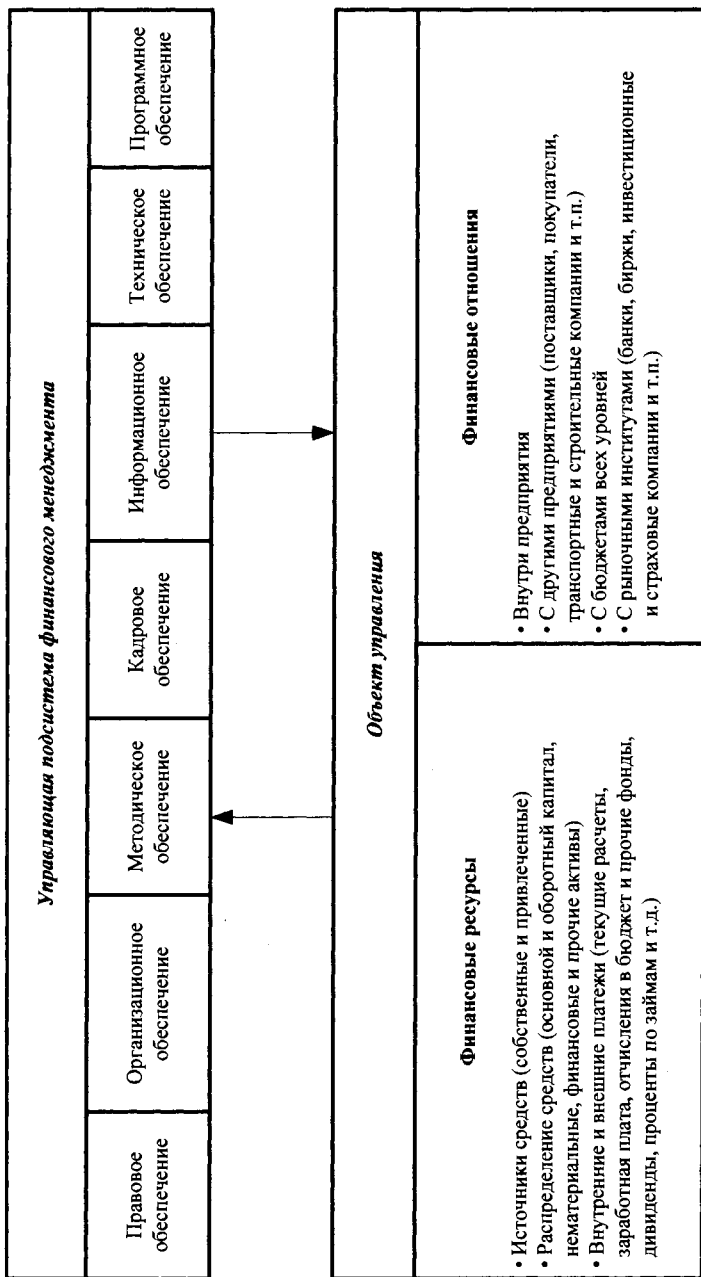 Управляющая подсистема финансового менеджмента
Правовое
обеспечение
Организационное
обеспечение
Методическое
обеспечение
Кадровое
обеспечение
Информационное
обеспечение
Техническое
обеспечение
Программное
обеспечение
Объект управления
Финансовые ресурсы
• Источники средств (собственные и привлеченные)
• Распределение средств (основной и оборотный капитал,
нематериальные, финансовые и прочие активы)
• Внутренние и внешние платежи (текущие расчеты,
заработная плата, отчисления в бюджет и прочие фонды,
дивиденды, проценты по займам и т.д.)
Финансовые отношения
• Внутри предприятия
• С другими предприятиями (поставщики, покупатели,
транспортные и строительные компании и т.п.)
• С бюджетами всех уровней
• С рыночными институтами (банки, биржи, инвестиционные
и страховые компании и т.п.)